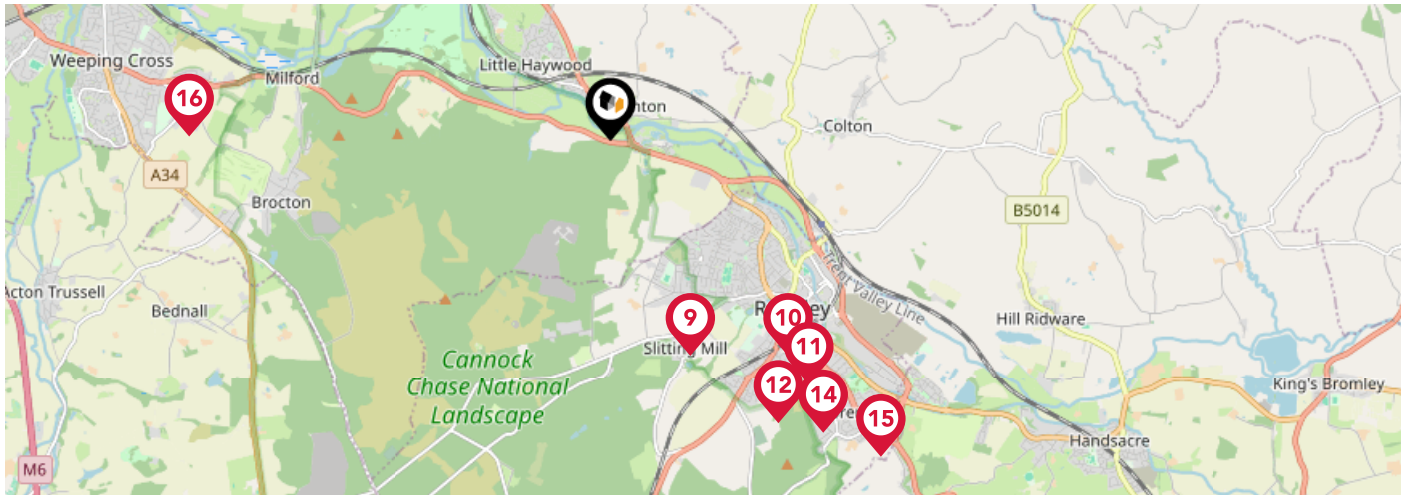 Weeping Cross
Little Haywood
Milford
16
Colton
A34
Brocton
B5014
Trent Valley Line
Acton Trussell
Bednall
9
10
Hill Ridware
11
Slitting Mill
Cannock
Chase National
Landscape
12
14
King's Bromley
15
Handsacre
M6